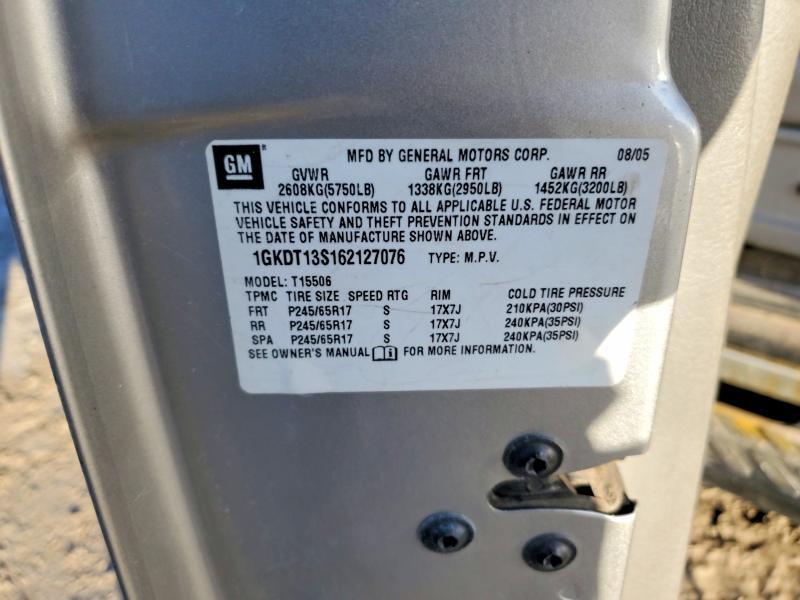 GM ® MFD BY GENERAL MOTORS CORP. 08/05
GVWR GAWR FRT GAWR RR
2608KG(5750LB) 1338KG(2950LB) 1452KG(3200LB)
THIS VEHICLE CONFORMS TO ALL APPLICABLE U.S. FEDERAL MOTOR
VEHICLE SAFETY AND THEFT PREVENTION STANDARDS IN EFFECT ON
THE DATE OF MANUFACTURE SHOWN ABOVE.
1GKDT13S162127076 TYPE: M.P.V.
MODEL: T15506
TPMC TIRE SIZE SPEED RTG RIM COLD TIRE PRESSURE
FRT P245/65R17 S 17X7J 210KPA(30PSI)
RR P245/65R17 S 17X7J 240KPA(35PSI)
SPA P245/65R17 S 17X7J 240KPA(35PSI)
SEE OWNER'S MANUAL FOR MORE INFORMATION.